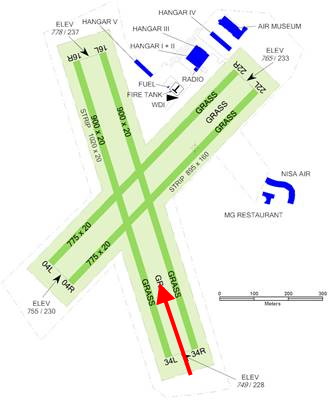 ELEV
778 / 237
HANGAR V
HANGAR IV
HANGAR III
HANGAR I + II
AIR MUSEUM
ELEV
765 / 233
RADIO
FUEL
FIRE TANK
WDI
T
16R
16L
22R
22L
900 x 20
900 x 20
STRIP 1020 x 20
GRASS
GRASS
GRASS
STRIP 895 x 160
NISA AIR
MG RESTAURANT
775 x 20
775 x 20
04L
04R
ELEV
755 / 230
GRASS
GRASS
34L
34R
0
100
200
300
Meters
ELEV
749 / 228